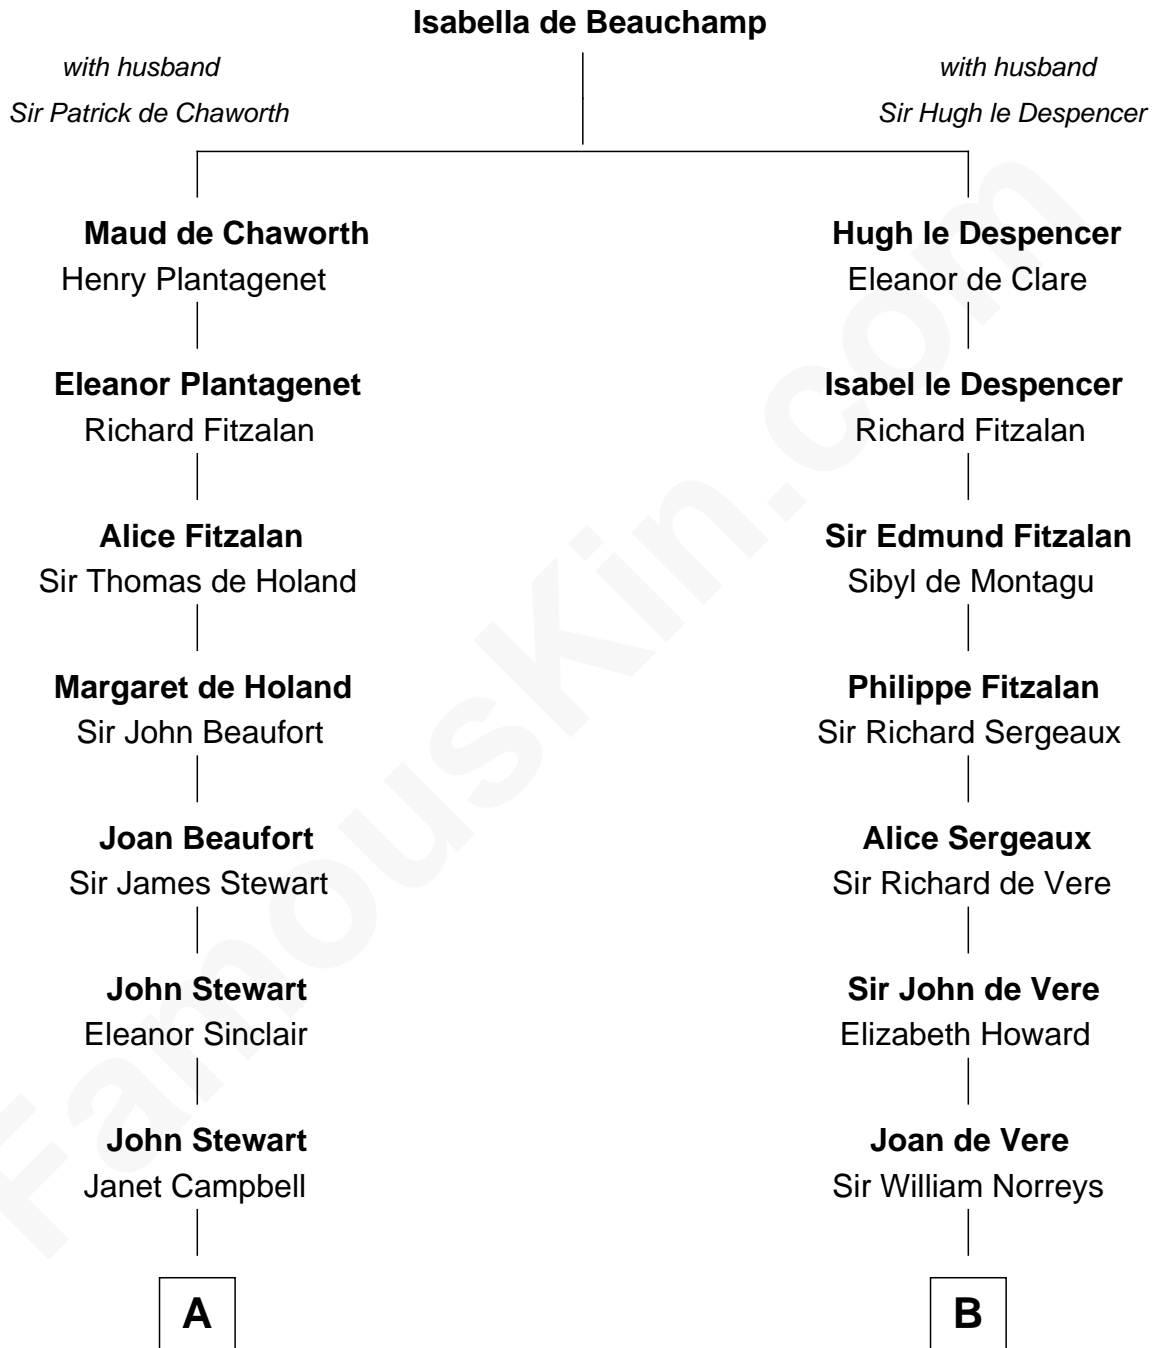 Isabella de Beauchamp
with husband
Sir Patrick de Chaworth
with husband
Sir Hugh le Despencer
Maud de Chaworth
Henry Plantagenet
Hugh le Despencer
Eleanor de Clare
Eleanor Plantagenet
Richard Fitzalan
Isabel le Despencer
Richard Fitzalan
Alice Fitzalan
Sir Thomas de Holand
Sir Edmund Fitzalan
Sibyl de Montagu
Margaret de Holand
Sir John Beaufort
Philippe Fitzalan
Sir Richard Sergeaux
Joan Beaufort
Sir James Stewart
Alice Sergeaux
Sir Richard de Vere
John Stewart
Eleanor Sinclair
Sir John de Vere
Elizabeth Howard
John Stewart
Janet Campbell
Joan de Vere
Sir William Norreys
A
B
FamousKin.com